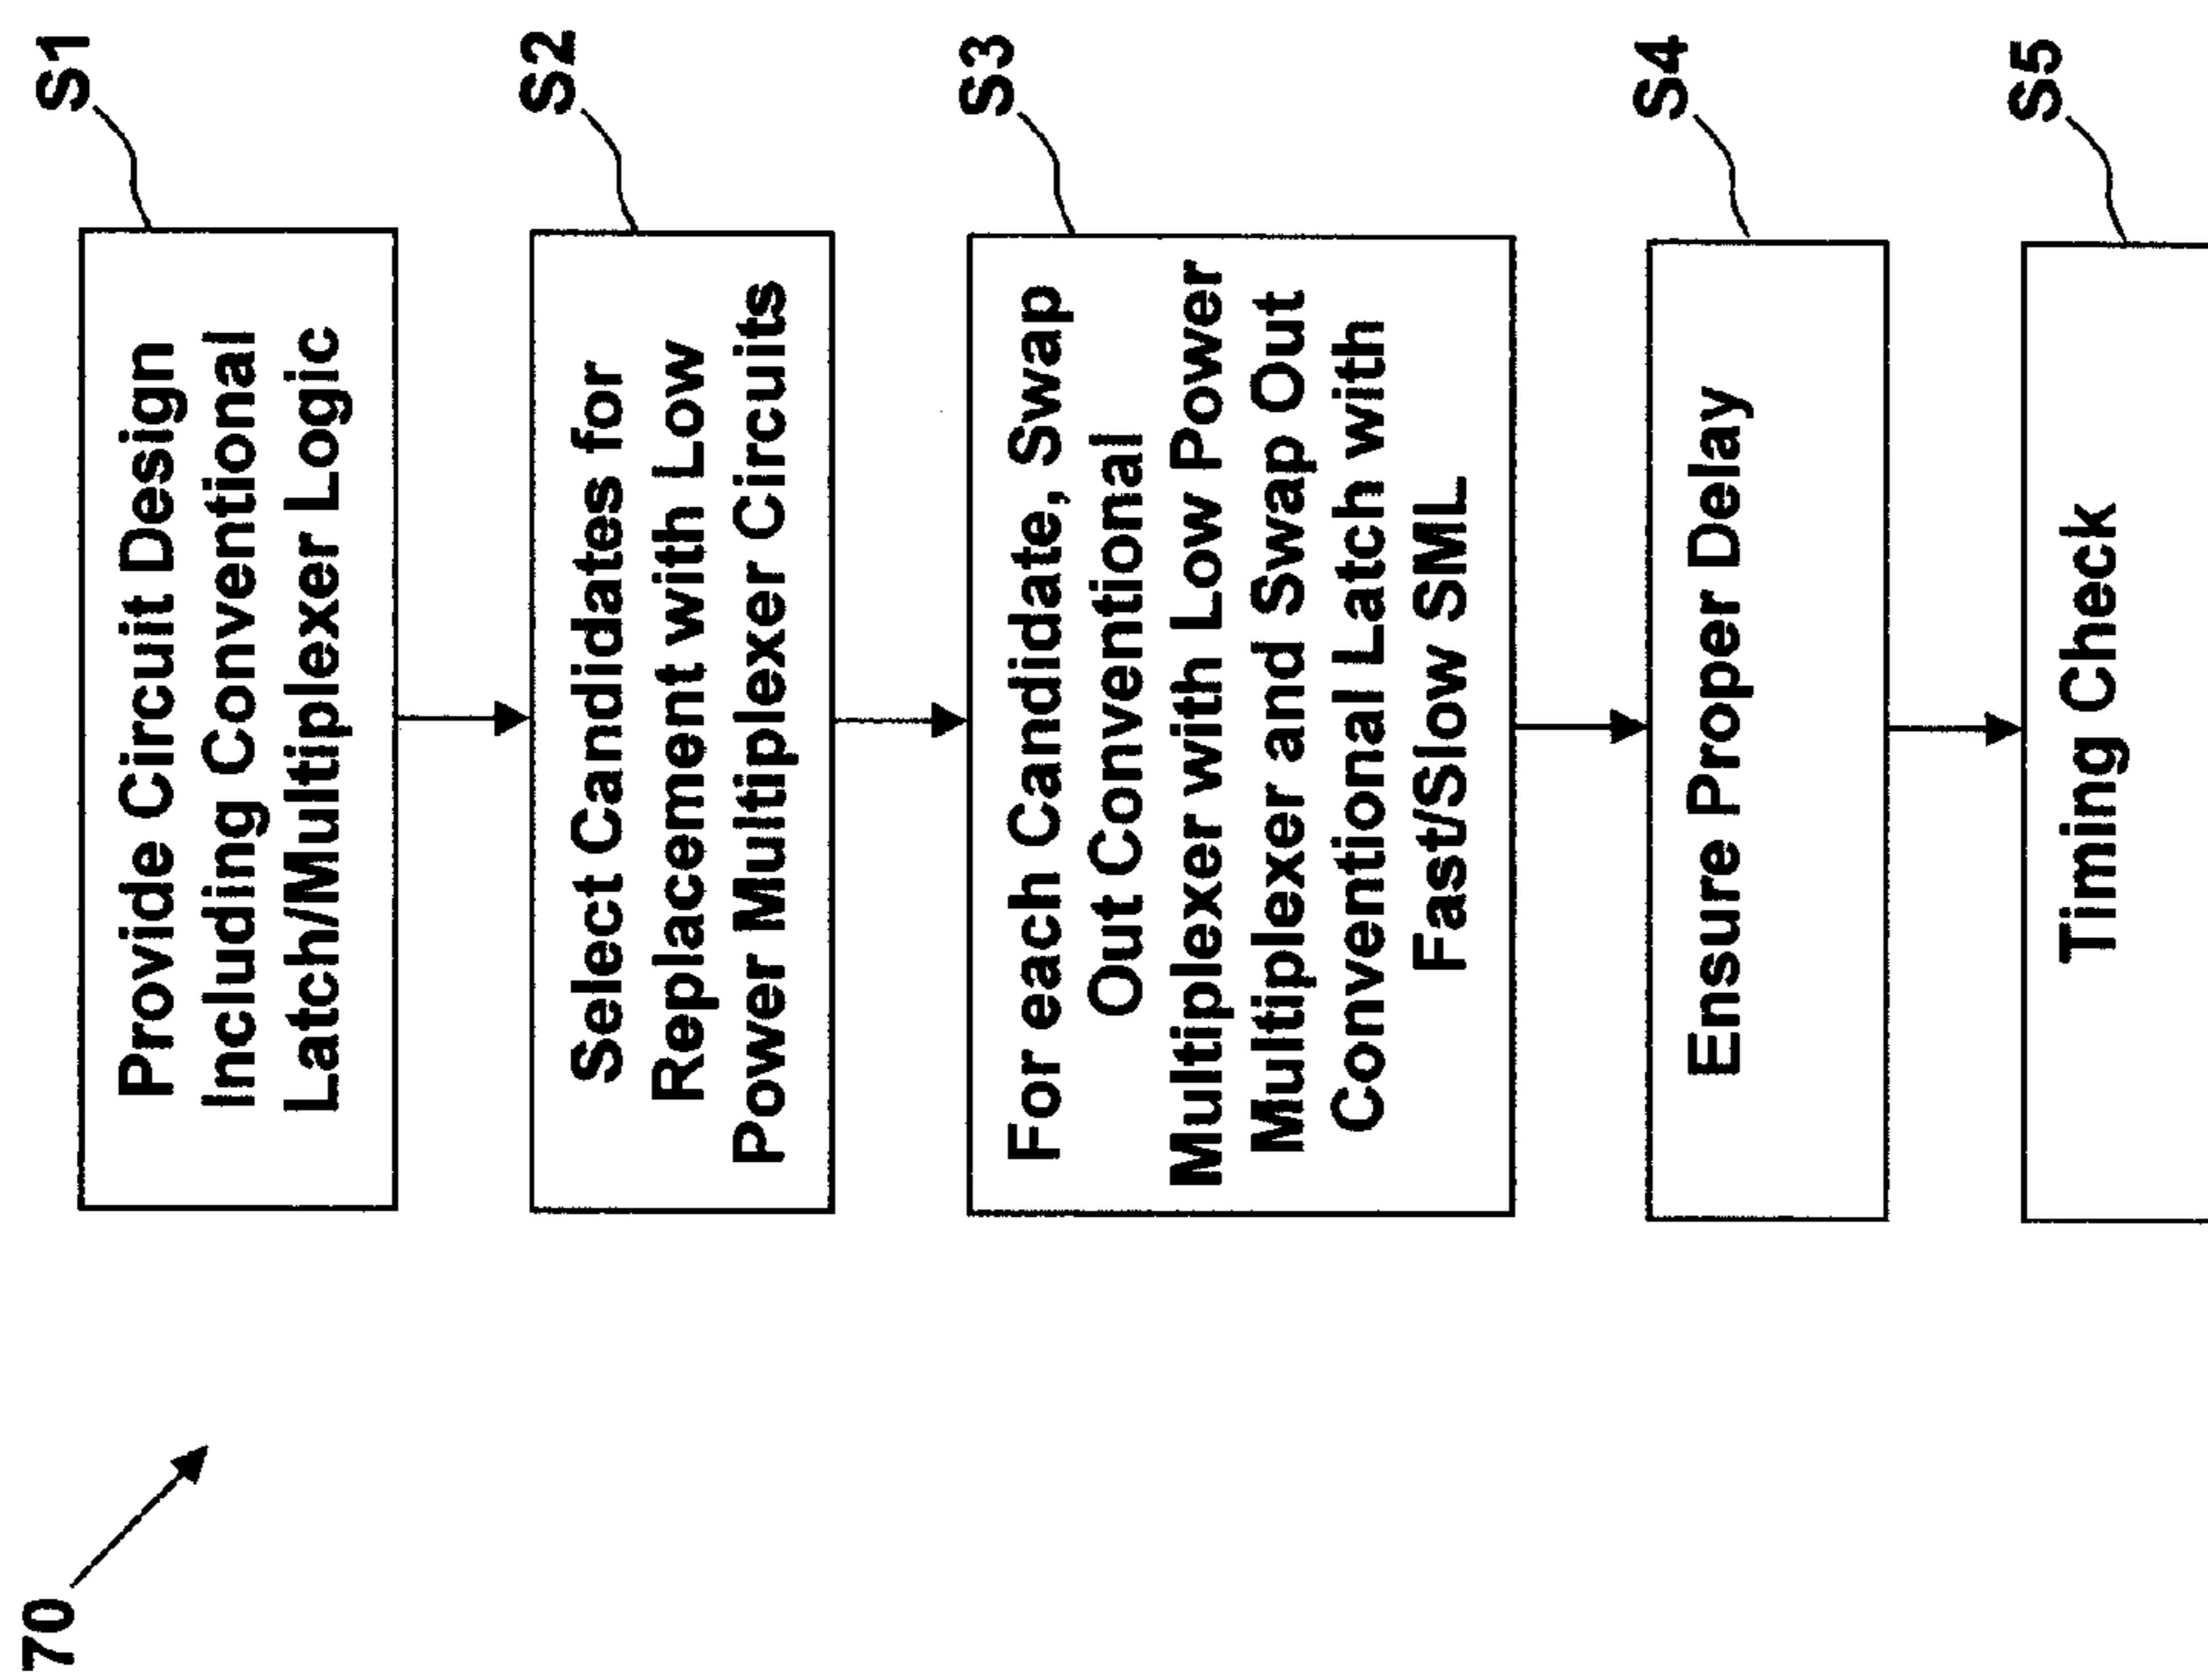 70
S1
Provide Circuit Design
Including Conventional
Latch/Multiplexer Logic
S2
Select Candidates for
Replacement with Low
Power Multiplexer Circuits
S3
For each Candidate, Swap
Out Conventional
Multiplexer with Low Power
Multiplexer and Swap Out
Conventional Latch with
Fast/Slow SML
S4
Ensure Proper Delay
S5
Timing Check